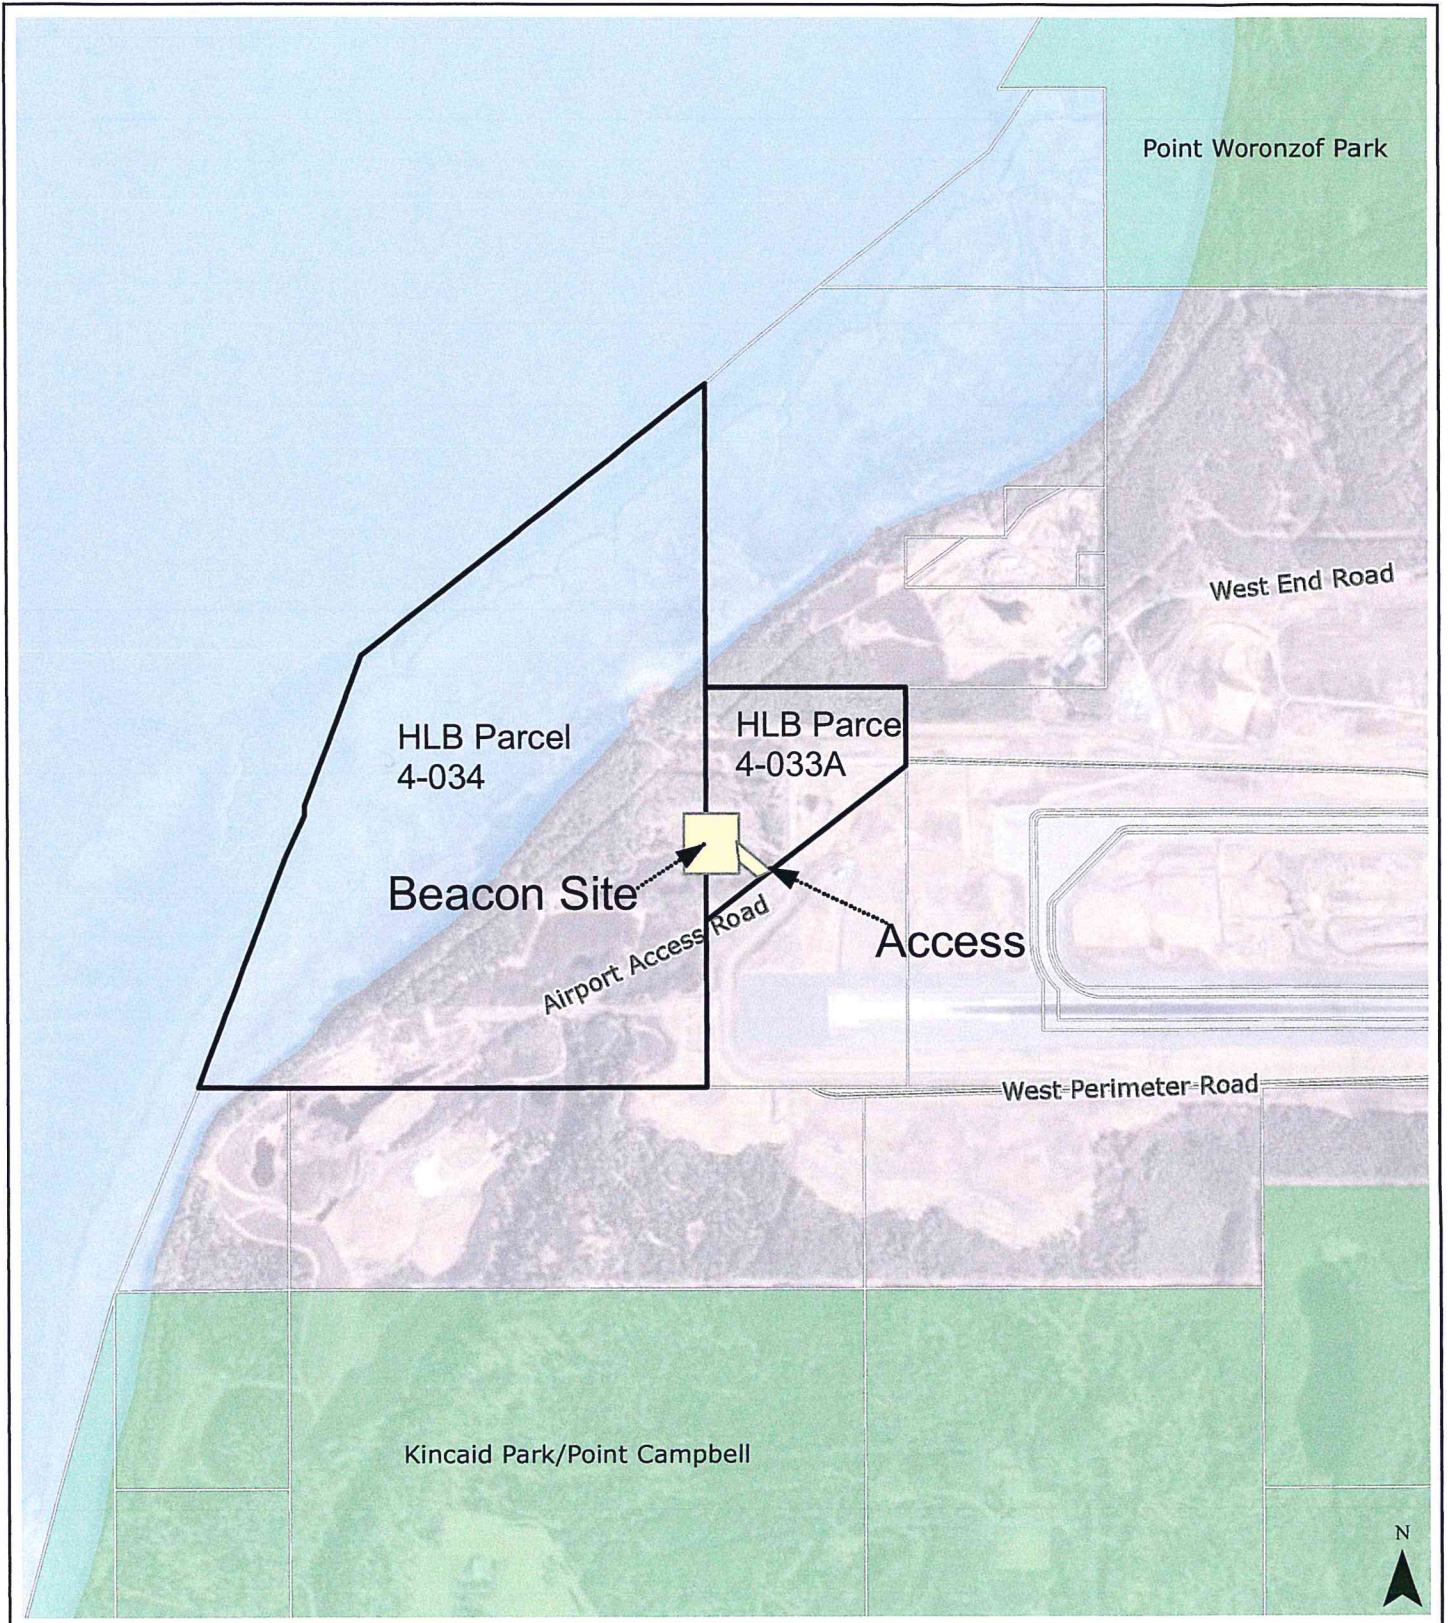 Point Woronzof Park
West End Road
HLB Parcel
4-034
HLB Parce
4-033A
Beacon Site
Airport Access Road
Access
West Perimeter Road
Kincaid Park/Point Campbell
N